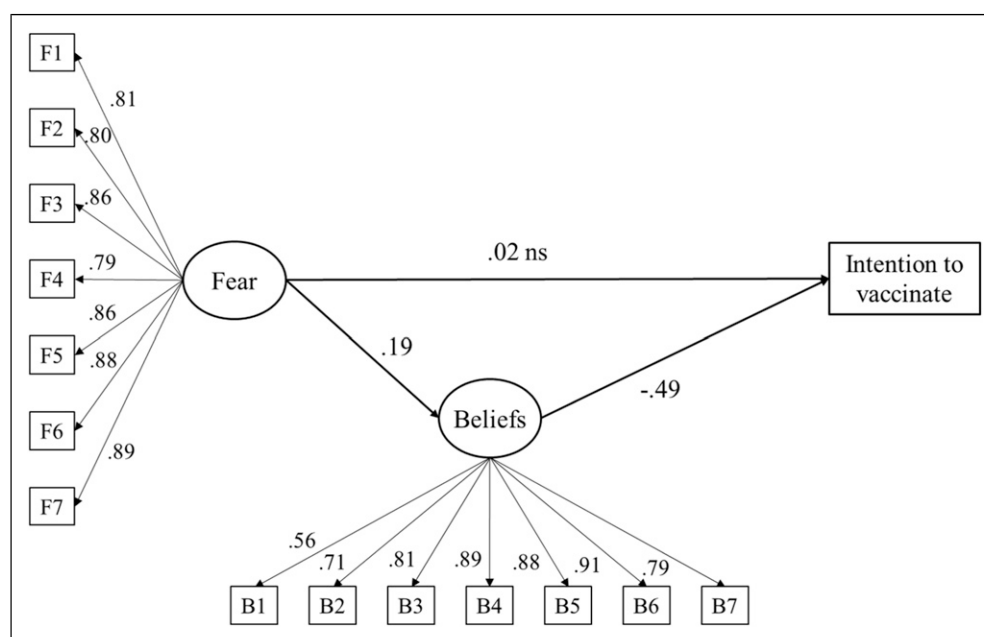 F1
.81
F2
.80
F3
.86
F4
.79
F5
.86
F6
.88
F7
.89
Fear
.02 ns
Intention to
vaccinate
.19
-.49
Beliefs
.56
.71
.81
.89
.88
.91
.79
B1
B2
B3
B4
B5
B6
B7